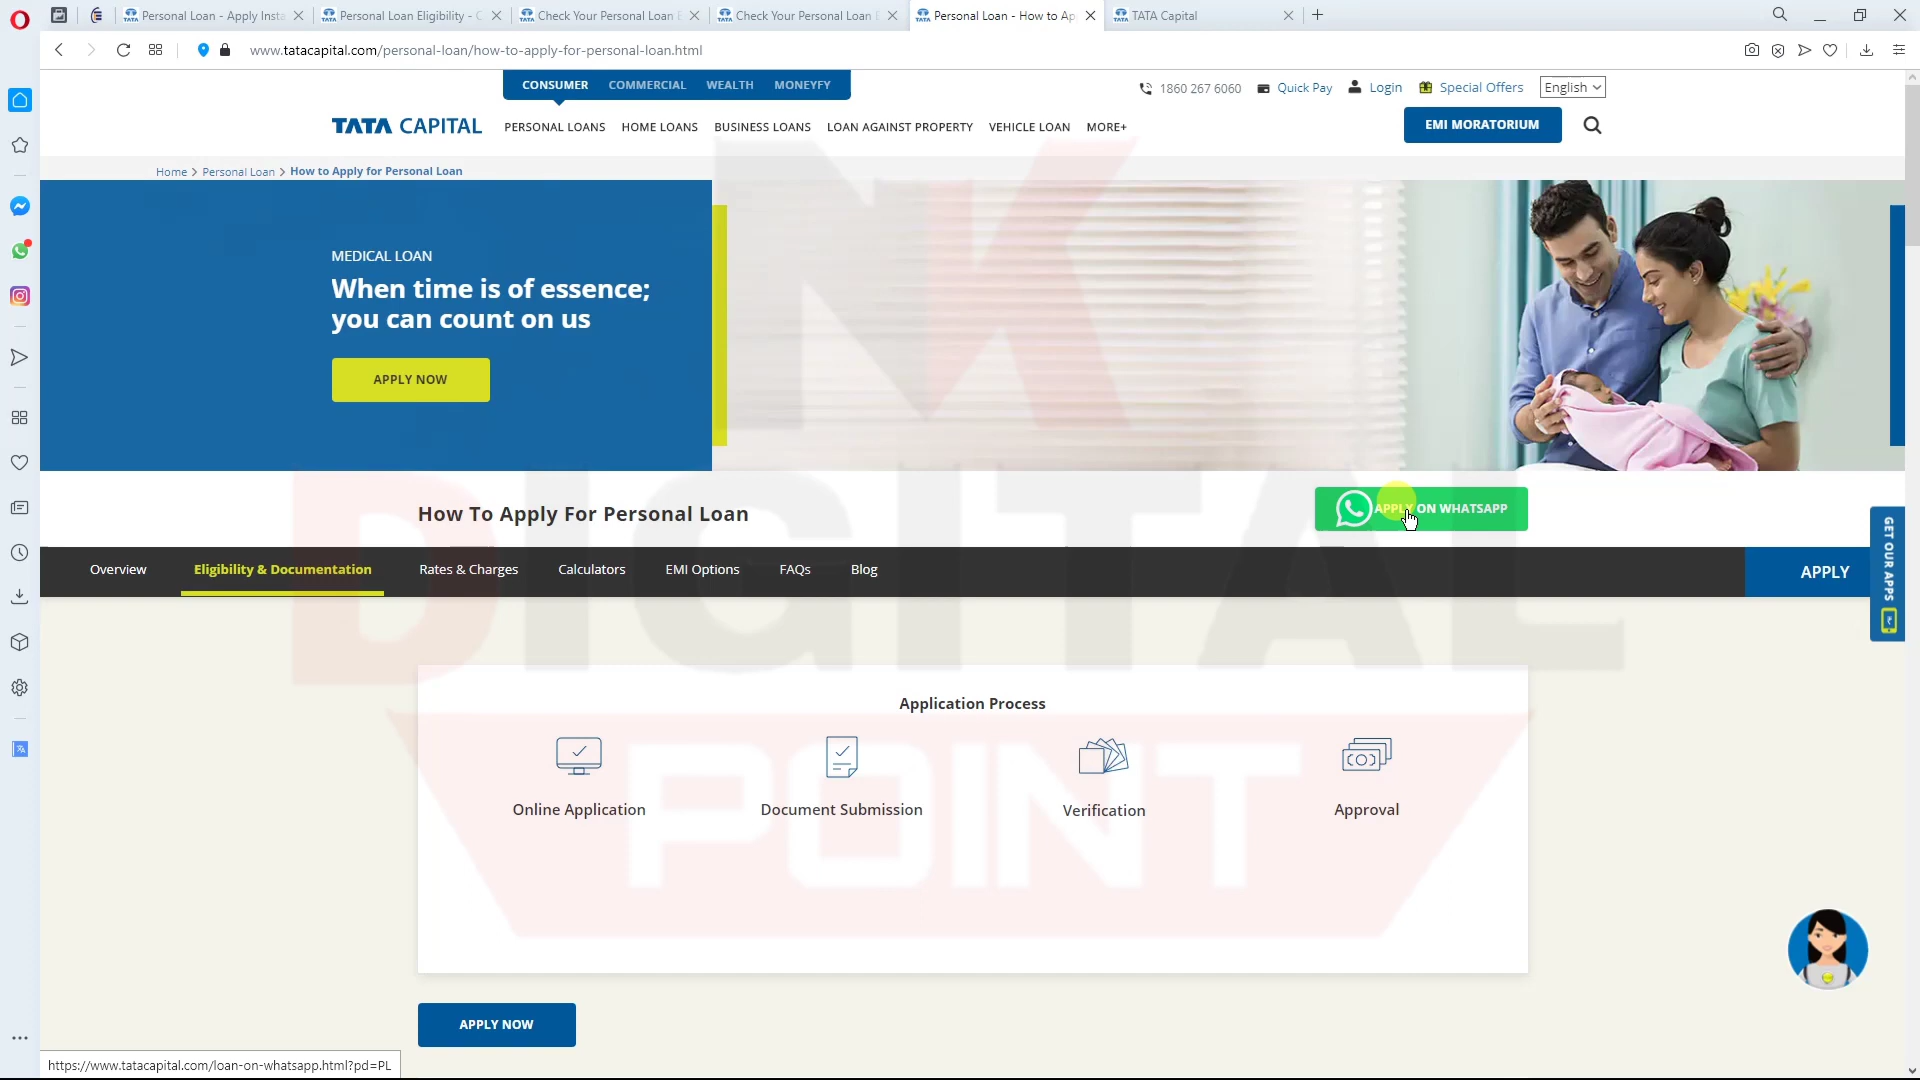 Personal Loan - Apply Insta
Personal Loan Eligibility - C
Check Your Personal Loan E
Check Your Personal Loan E
Personal Loan - How to Ap
TATA Capital
www.tatacapital.com/personal-loan/how-to-apply-for-personal-loan.html
CONSUMER COMMERCIAL WEALTH MONEYFY
1860 267 6060 Quick Pay Login Special Offers English
TATA CAPITAL
PERSONAL LOANS HOME LOANS BUSINESS LOANS LOAN AGAINST PROPERTY VEHICLE LOAN MORE+
EMI MORATORIUM
Home > Personal Loan > How to Apply for Personal Loan
MEDICAL LOAN
When time is of essence;
you can count on us
APPLY NOW
How To Apply For Personal Loan
APPLY ON WHATSAPP
GET OUR APPS
Overview Eligibility & Documentation Rates & Charges Calculators EMI Options FAQs Blog
APPLY
NK
DIGITAL
POINT
Application Process
Online Application Document Submission Verification Approval
APPLY NOW
https://www.tatacapital.com/loan-on-whatsapp.html?pd=PL